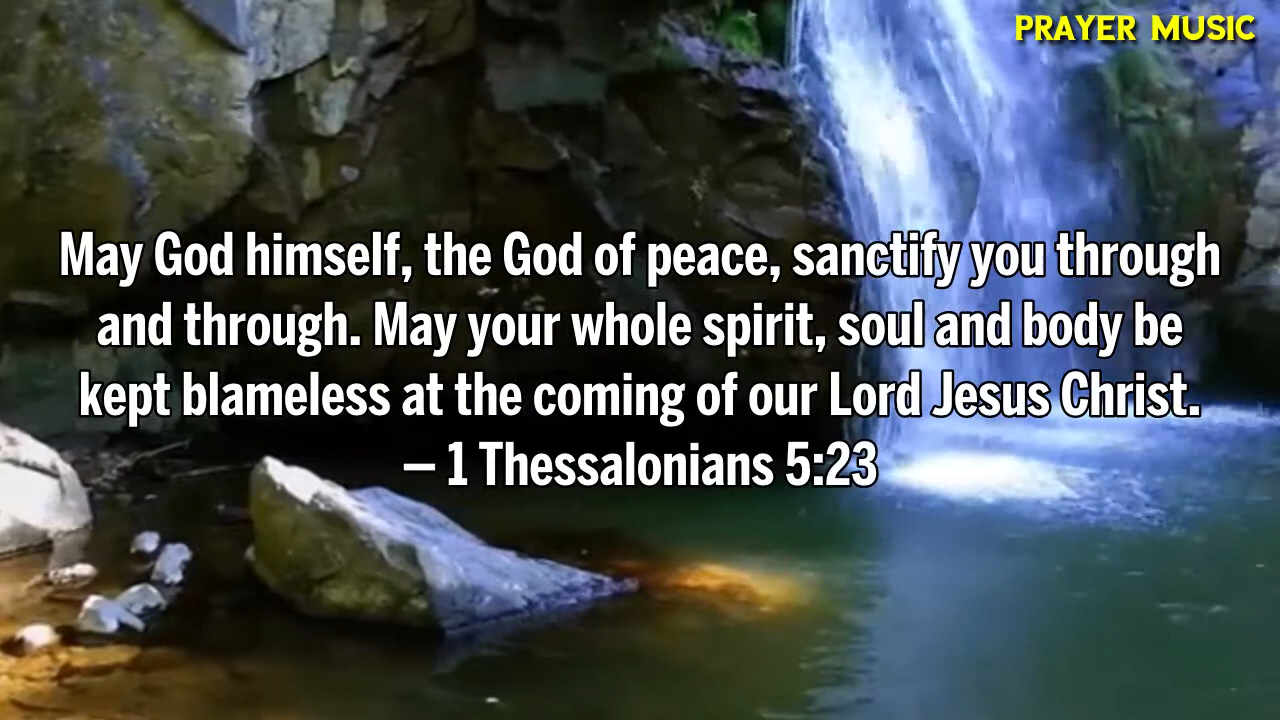 PRAYER MUSIC
May God himself, the God of peace, sanctify you through
and through. May your whole spirit, soul and body be
kept blameless at the coming of our Lord Jesus Christ.
– 1 Thessalonians 5:23